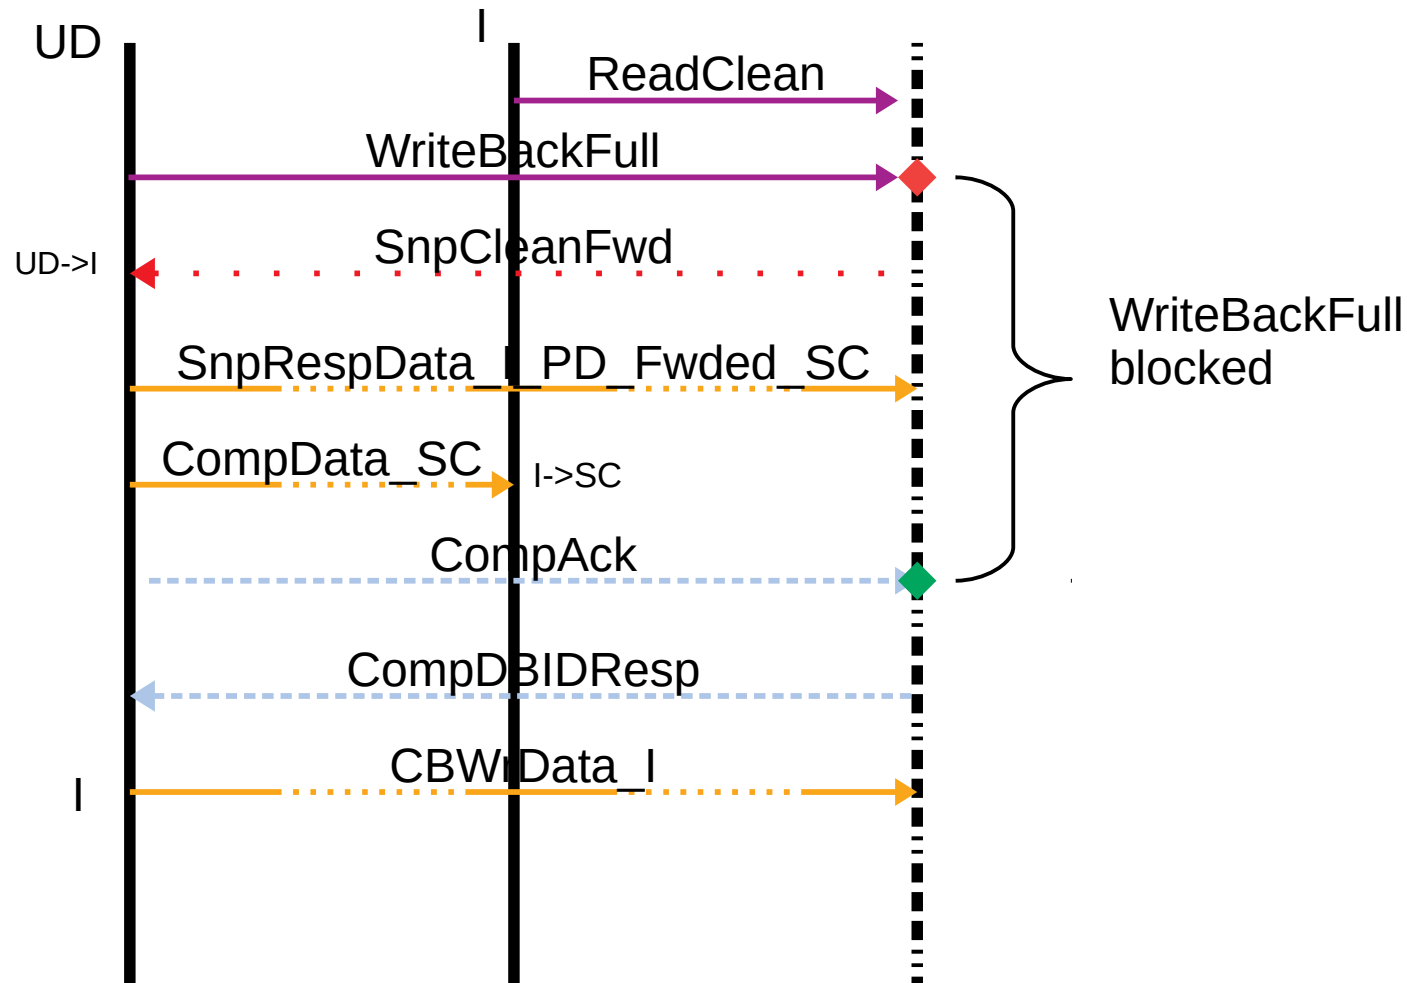 UD
I
ReadClean
WriteBackFull
SnpCleanFwd
UD->I
SnpRespData_I_PD_Fwded_SC
WriteBackFull
blocked
CompData_SC
I->SC
CompAck
CompDBIDResp
CBWrData_I
I